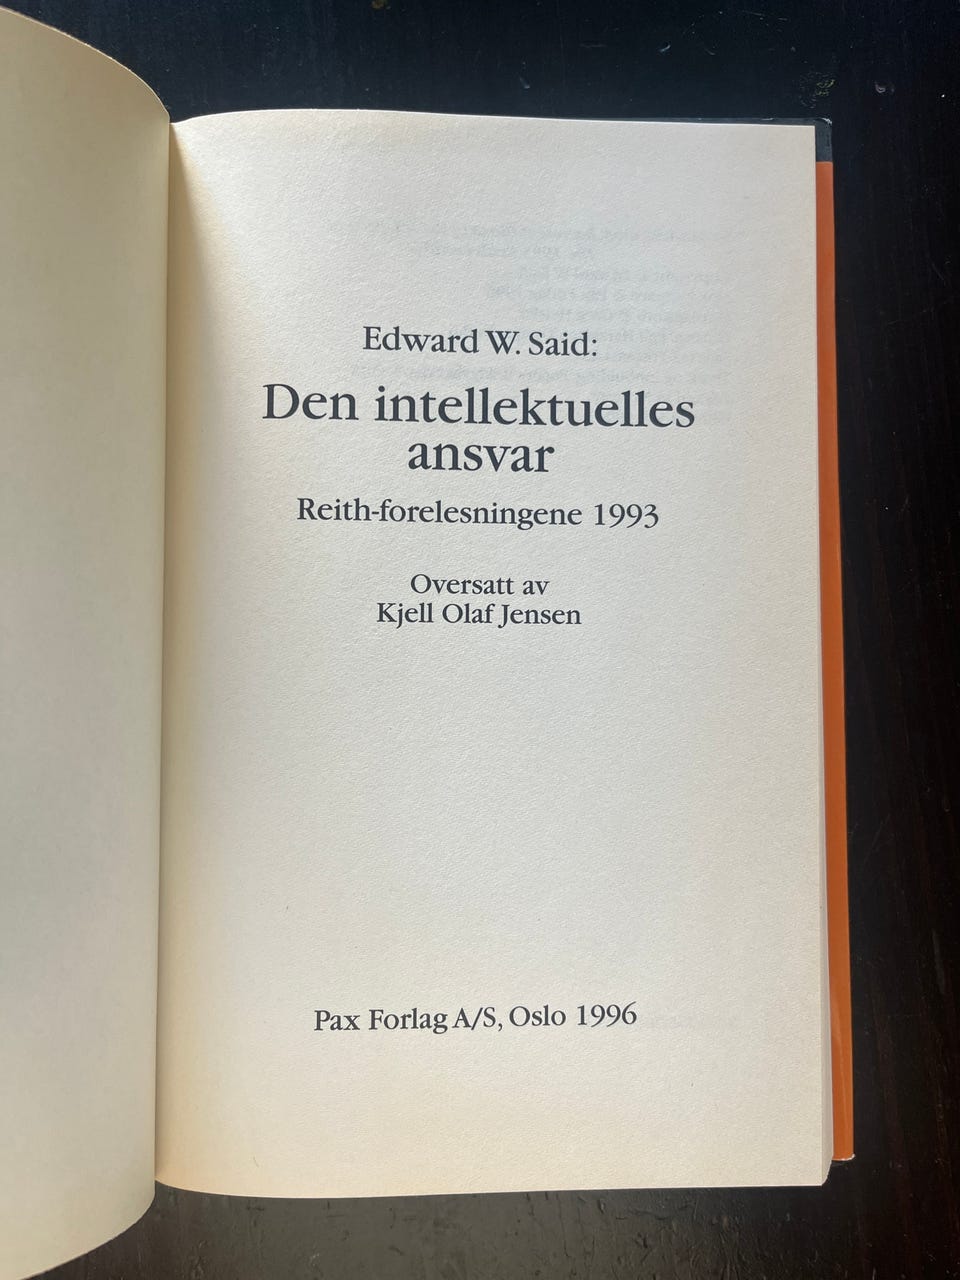 Edward W. Said:
Den intellektuelles
ansvar
Reith-forelesningene 1993
Oversatt av
Kjell Olaf Jensen
Pax Forlag A/S, Oslo 1996